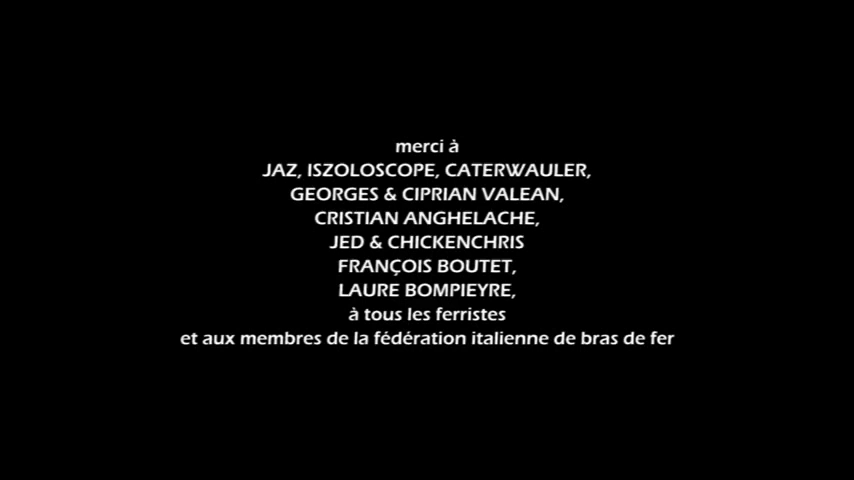 merci à
JAZ, ISZOLOSCOPE, CATERWAULER,
GEORGES & CIPRIAN VALEAN,
CRISTIAN ANGHELACHE,
JED & CHICKENCHRIS
FRANÇOIS BOUTET,
LAURE BOMPIEYRE,
à tous les ferristes
et aux membres de la fédération italienne de bras de fer